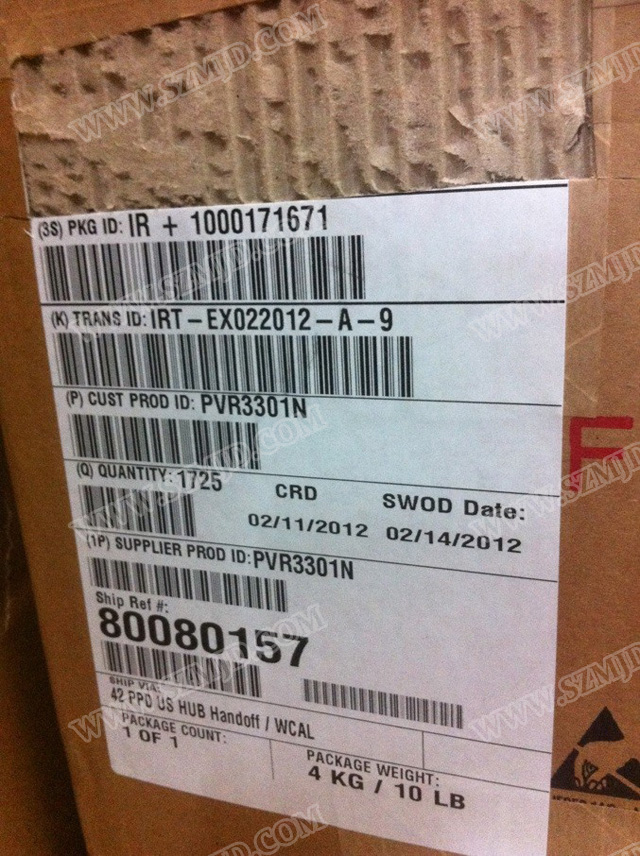 (3S) PKG ID: IR + 1000171671
(K) TRANS ID: IRT-EX022012-A-9
(P) CUST PROD ID: PVR3301N
(Q) QUANTITY: 1725
CRD
SWOD Date:
02/11/2012 02/14/2012
(1P) SUPPLIER PROD ID: PVR3301N
Ship Ref #:
80080157
SHIP VIA:
42 PPD US HUB Handoff / WCAL
PACKAGE COUNT:
1 OF 1
PACKAGE WEIGHT:
4 KG / 10 LB
WWW.SZMJD.COM